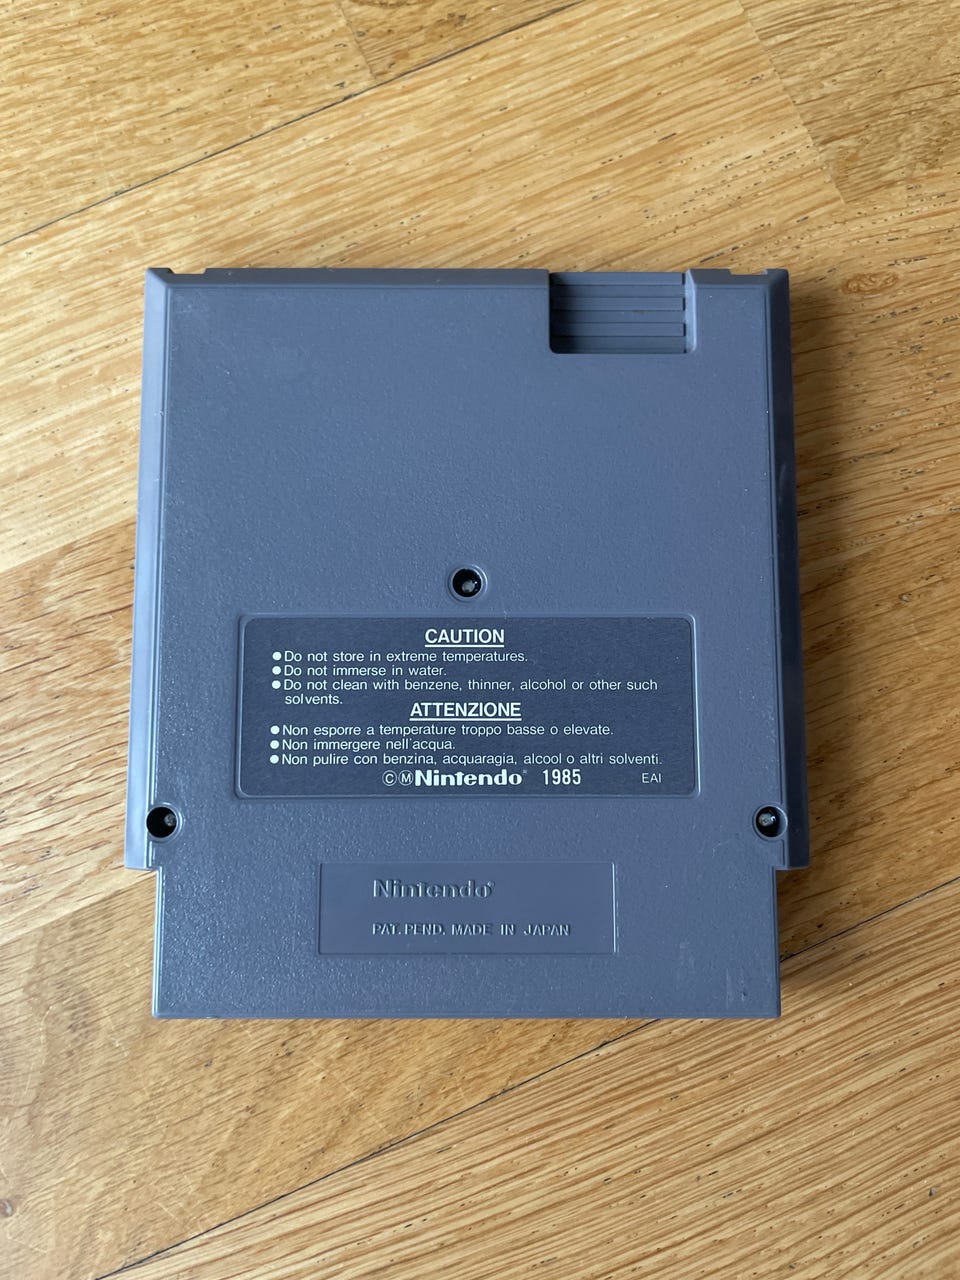 CAUTION
●Do not store in extreme temperatures.
●Do not immerse in water.
●Do not clean with benzene, thinner, alcohol or other such
solvents.
ATTENZIONE
●Non esporre a temperature troppo basse o elevate.
●Non immergere nell'acqua.
●Non pulire con benzina, acquaragia, alcool o altri solventi.
©ⓂNintendo® 1985 EAI
Nintendo®
PAT. PEND. MADE IN JAPAN